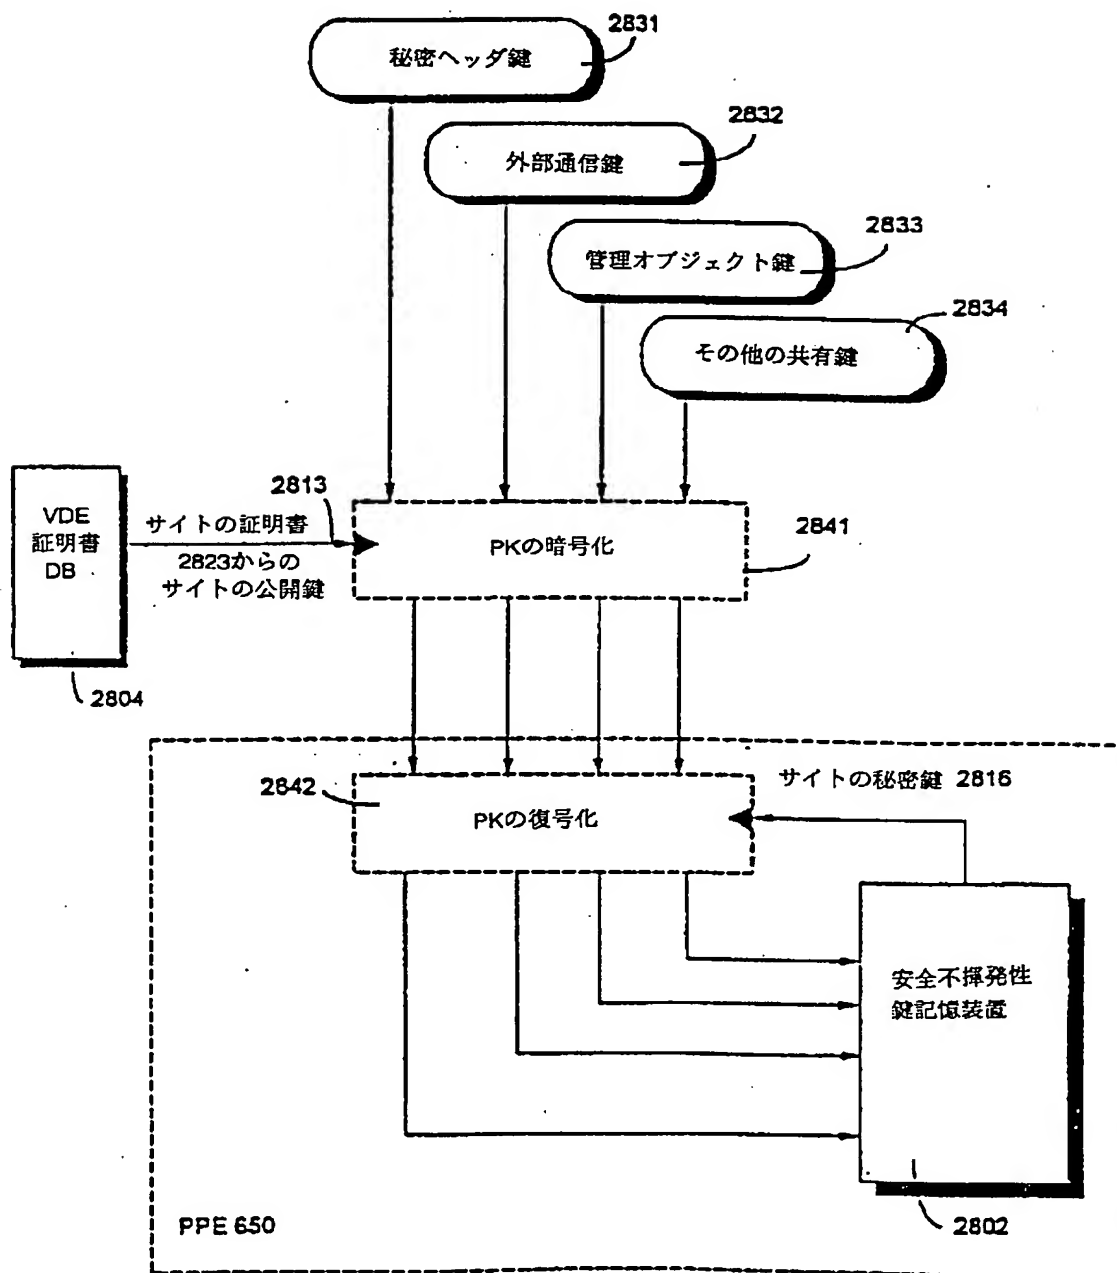 2831
秘密ヘッダ鍵
2832
外部通信鍵
2833
管理オブジェクト鍵
2834
その他の共有鍵
VDE
証明書
DB
2804
2813
サイトの証明書
2823からの
サイトの公開鍵
PKの暗号化
2841
2842
PKの復号化
サイトの秘密鍵 2816
安全不揮発性
鍵記憶装置
2802
PPE 650